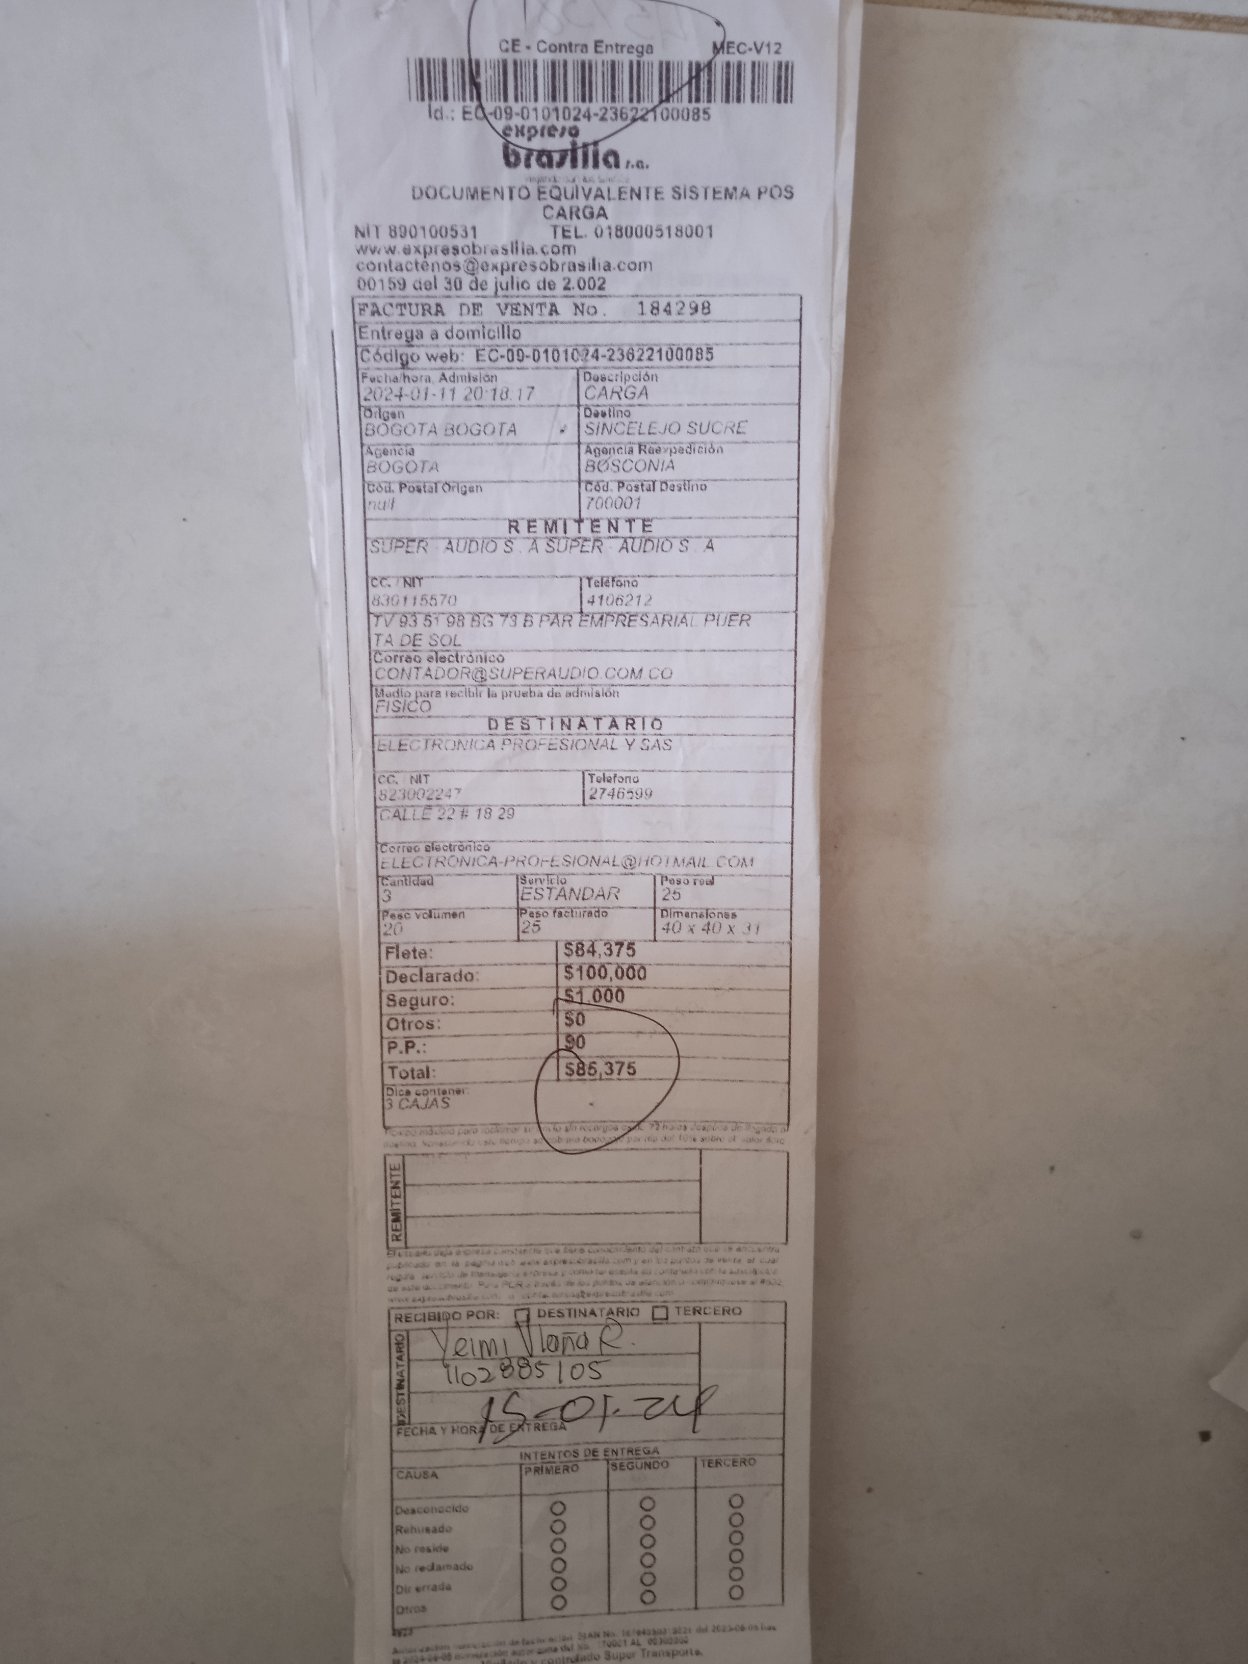 CE - Contra Entrega MEC-V12
Id.: EC-09-0101024-23622100085
expreso
brasilia s.a.
DOCUMENTO EQUIVALENTE SISTEMA POS
CARGA
NIT 890100531 TEL. 018000518001
www.expresobrasilia.com
contactenos@expresobrasilia.com
00159 del 30 de julio de 2.002
FACTURA DE VENTA No. 184298
Entrega a domicilio
Código web: EC-09-0101024-23622100085
Fecha/hora, Admisión Descripción
2024-01-11 20:18.17 CARGA
Origen Destino
BOGOTA BOGOTA SINCELEJO SUCRE
Agencia Agencia Reexpedición
BOGOTA BOSCONIA
Cód. Postal Origen Cód. Postal Destino
null 700001
REMITENTE
SUPER AUDIO S . A SUPER AUDIO S . A
CC. / NIT Teléfono
830115570 4106212
TV 93 51 98 BG 73 B PAR EMPRESARIAL PUER
TA DE SOL
Correo electrónico
CONTADOR@SUPERAUDIO.COM.CO
Medio para recibir la prueba de admisión
FISICO
DESTINATARIO
ELECTRONICA PROFESIONAL Y SAS
CC. / NIT Telefono
823002247 2746599
CALLE 22 # 18 29
Correo electrónico
ELECTRONICA-PROFESIONAL@HOTMAIL.COM
Cantidad Servicio Peso real
3 ESTANDAR 25
Peso volumen Peso facturado Dimensiones
20 25 40 x 40 x 31
Flete: $84,375
Declarado: $100,000
Seguro: $1,000
Otros: $0
P.P.: $0
Total: $85,375
Dice contener:
3 CAJAS
REMITENTE
RECIBIDO POR: DESTINATARIO TERCERO
DESTINATARIO
Yeimi R.
1102885105
15-01-24
FECHA Y HORA DE ENTREGA
INTENTOS DE ENTREGA
CAUSA PRIMERO SEGUNDO TERCERO
Desconocido
Rehusado
No reside
No reclamado
Dir errada
Otros
Vigilado y controlado Super Transporte.